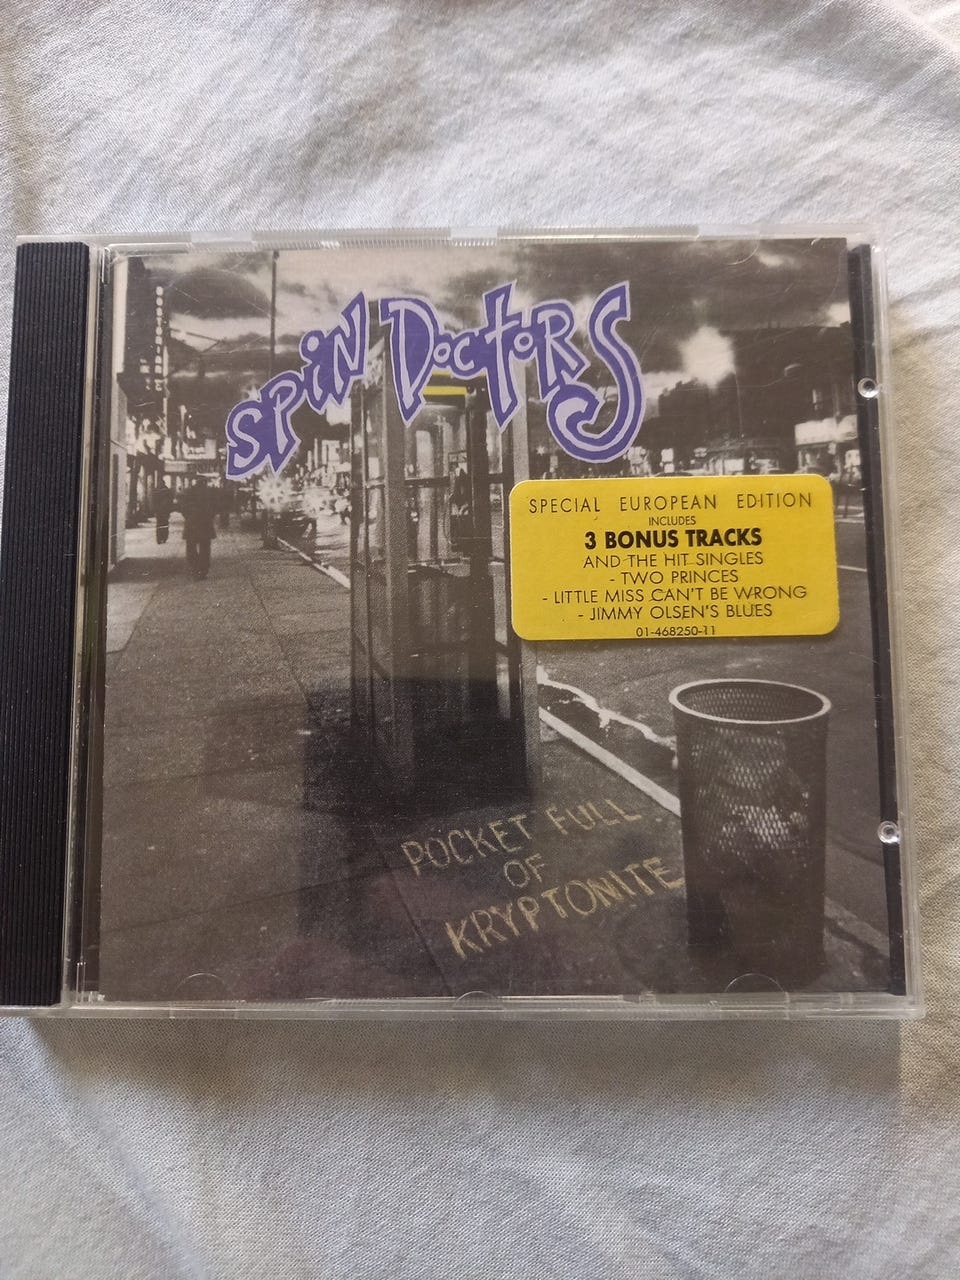 SPiN DOCTORS
SPECIAL EUROPEAN EDITION
INCLUDES
3 BONUS TRACKS
AND THE HIT SINGLES
- TWO PRINCES
- LITTLE MISS CAN'T BE WRONG
- JIMMY OLSEN'S BLUES
01-468250-11
POCKET FULL
OF
KRYPTONITE